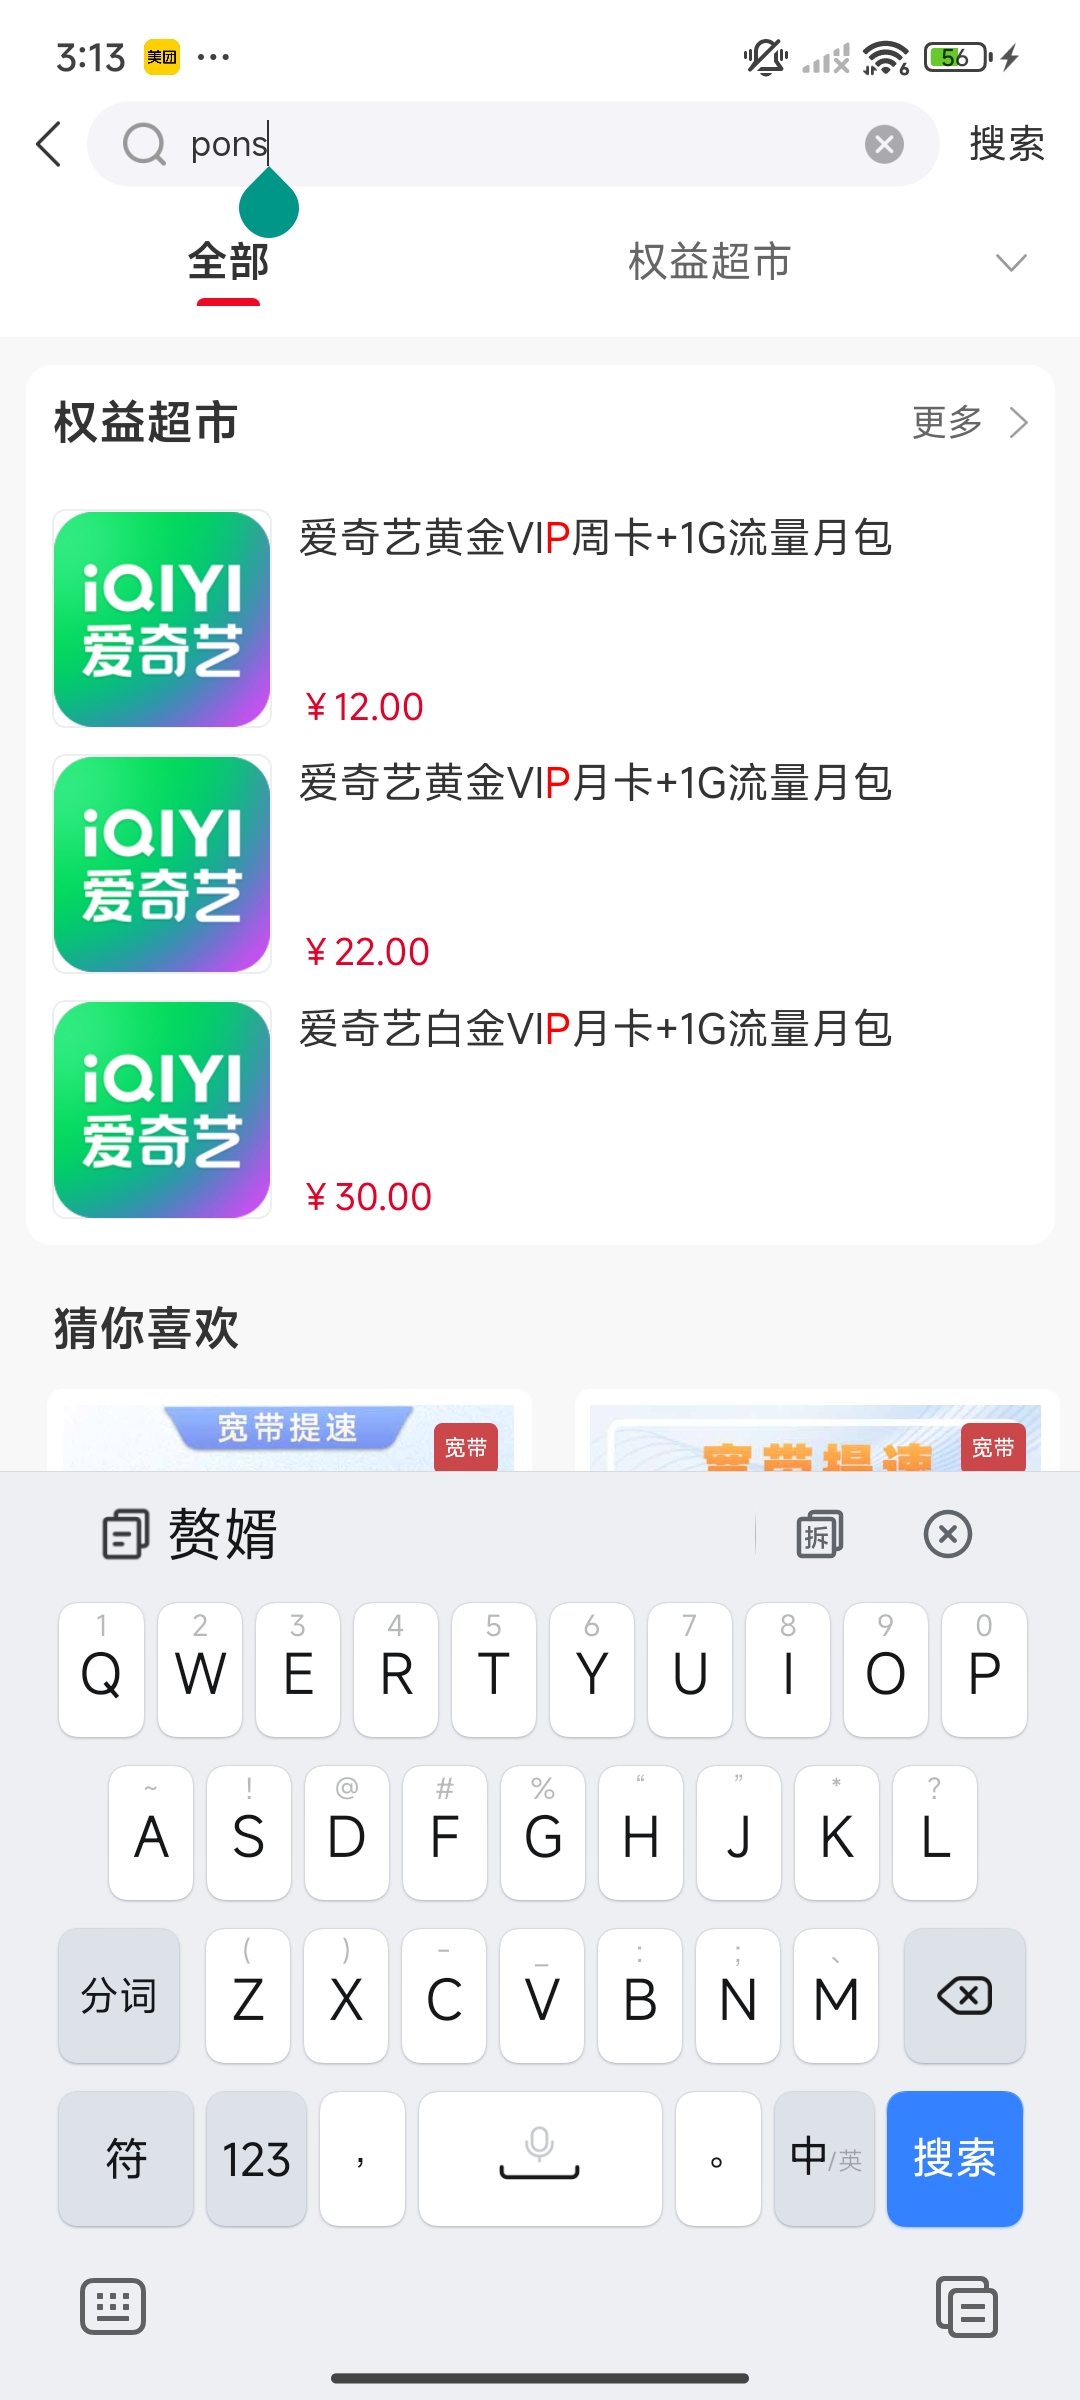 3:13 美团 ... 6 56
pons 搜索
全部 权益超市
权益超市 更多
iQIYI
爱奇艺
爱奇艺黄金VIP周卡+1G流量月包
¥12.00
iQIYI
爱奇艺
爱奇艺黄金VIP月卡+1G流量月包
¥22.00
iQIYI
爱奇艺
爱奇艺白金VIP月卡+1G流量月包
¥30.00
猜你喜欢
宽带提速 宽带 宽带提速 宽带
赘婿 拆
1 2 3 4 5 6 7 8 9 0
Q W E R T Y U I O P
~ ! @ # % “ ” * ?
A S D F G H J K L
( ) - _ : ; 、
分词 Z X C V B N M
符 123 , 。 中/英 搜索